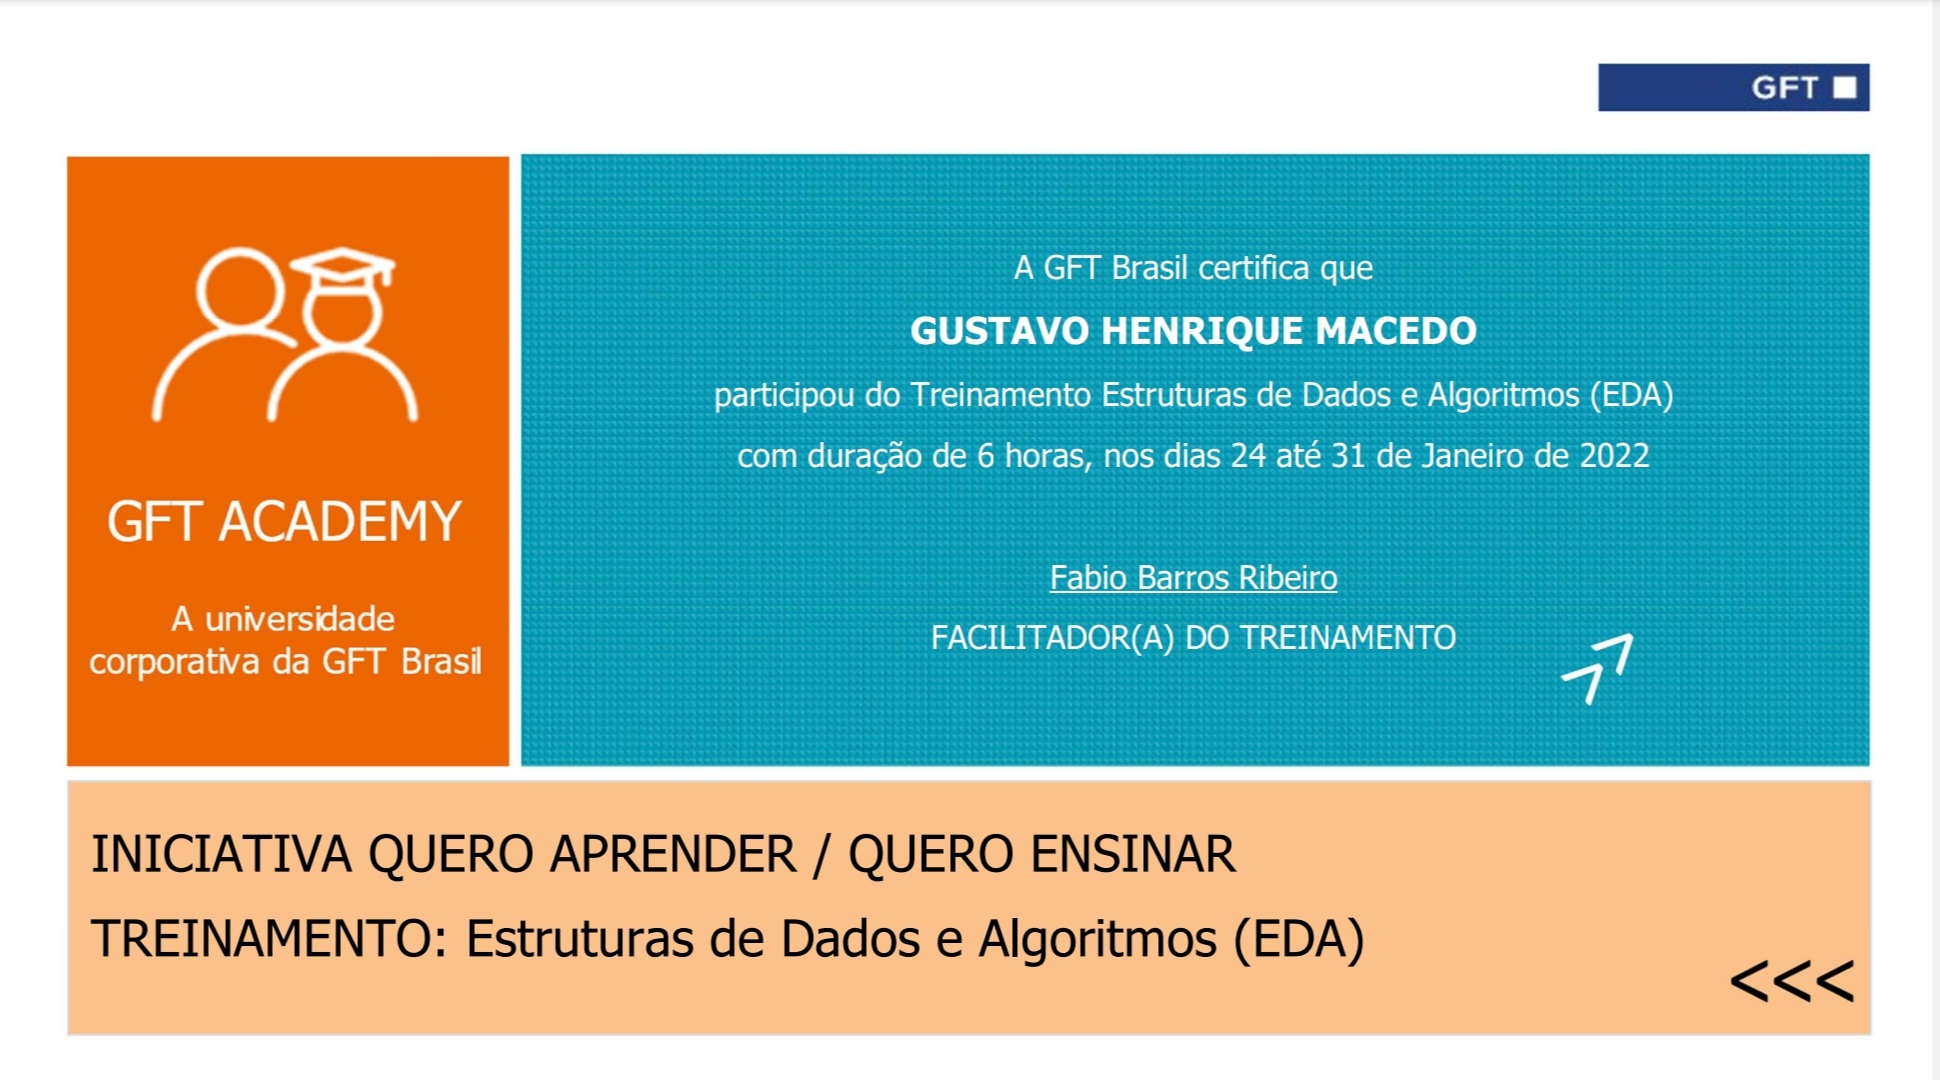 GFT
GFT ACADEMY
A universidade
corporativa da GFT Brasil
A GFT Brasil certifica que
GUSTAVO HENRIQUE MACEDO
participou do Treinamento Estruturas de Dados e Algoritmos (EDA)
com duração de 6 horas, nos dias 24 até 31 de Janeiro de 2022
Fabio Barros Ribeiro
FACILITADOR(A) DO TREINAMENTO
INICIATIVA QUERO APRENDER / QUERO ENSINAR
TREINAMENTO: Estruturas de Dados e Algoritmos (EDA)
<<<